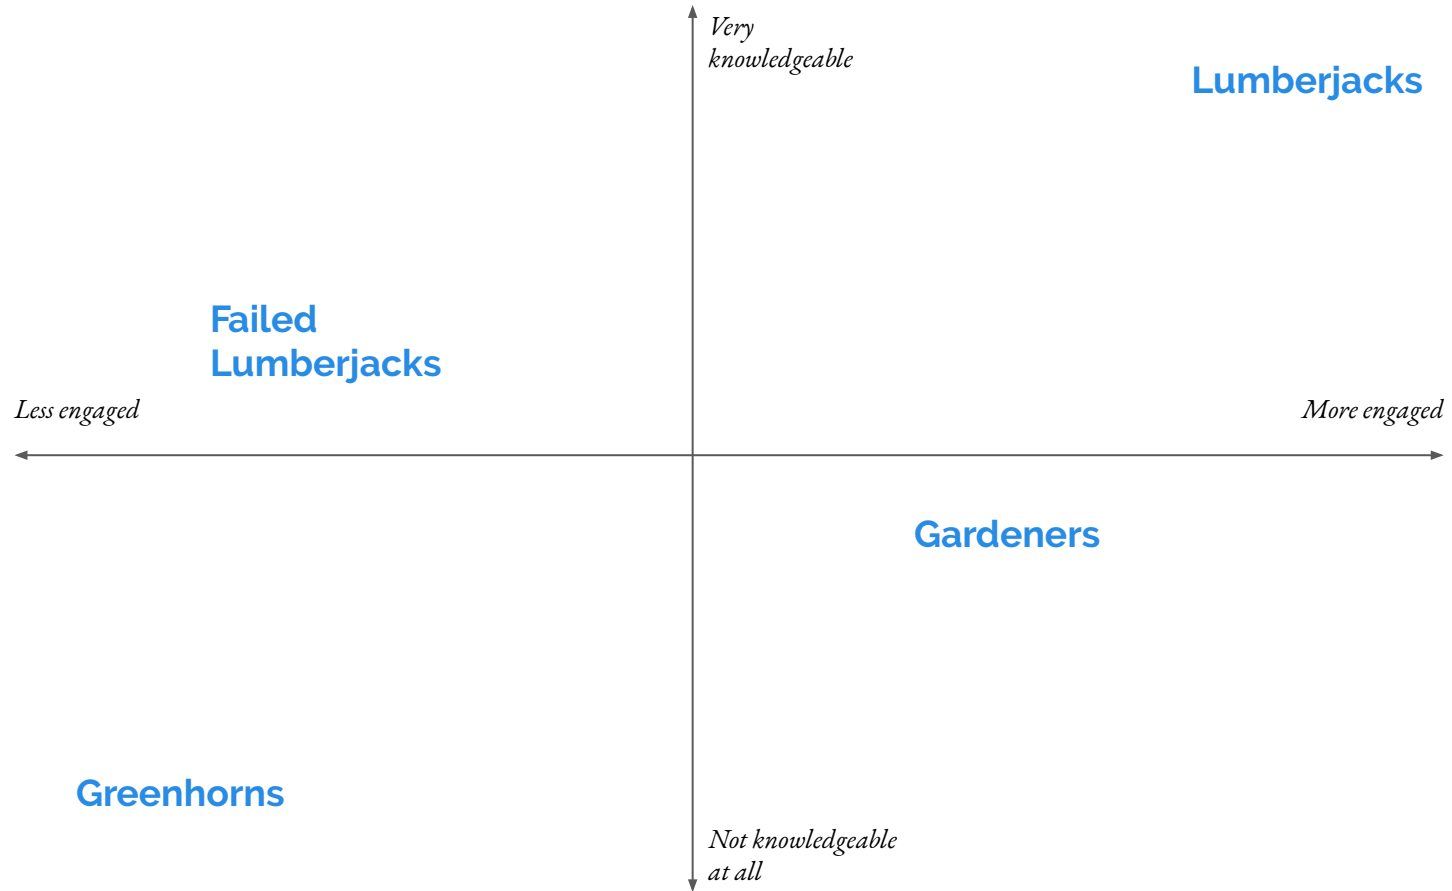 Very
knowledgeable
Lumberjacks
Failed
Lumberjacks
Less engaged
More engaged
Gardeners
Greenhorns
Not knowledgeable
at all